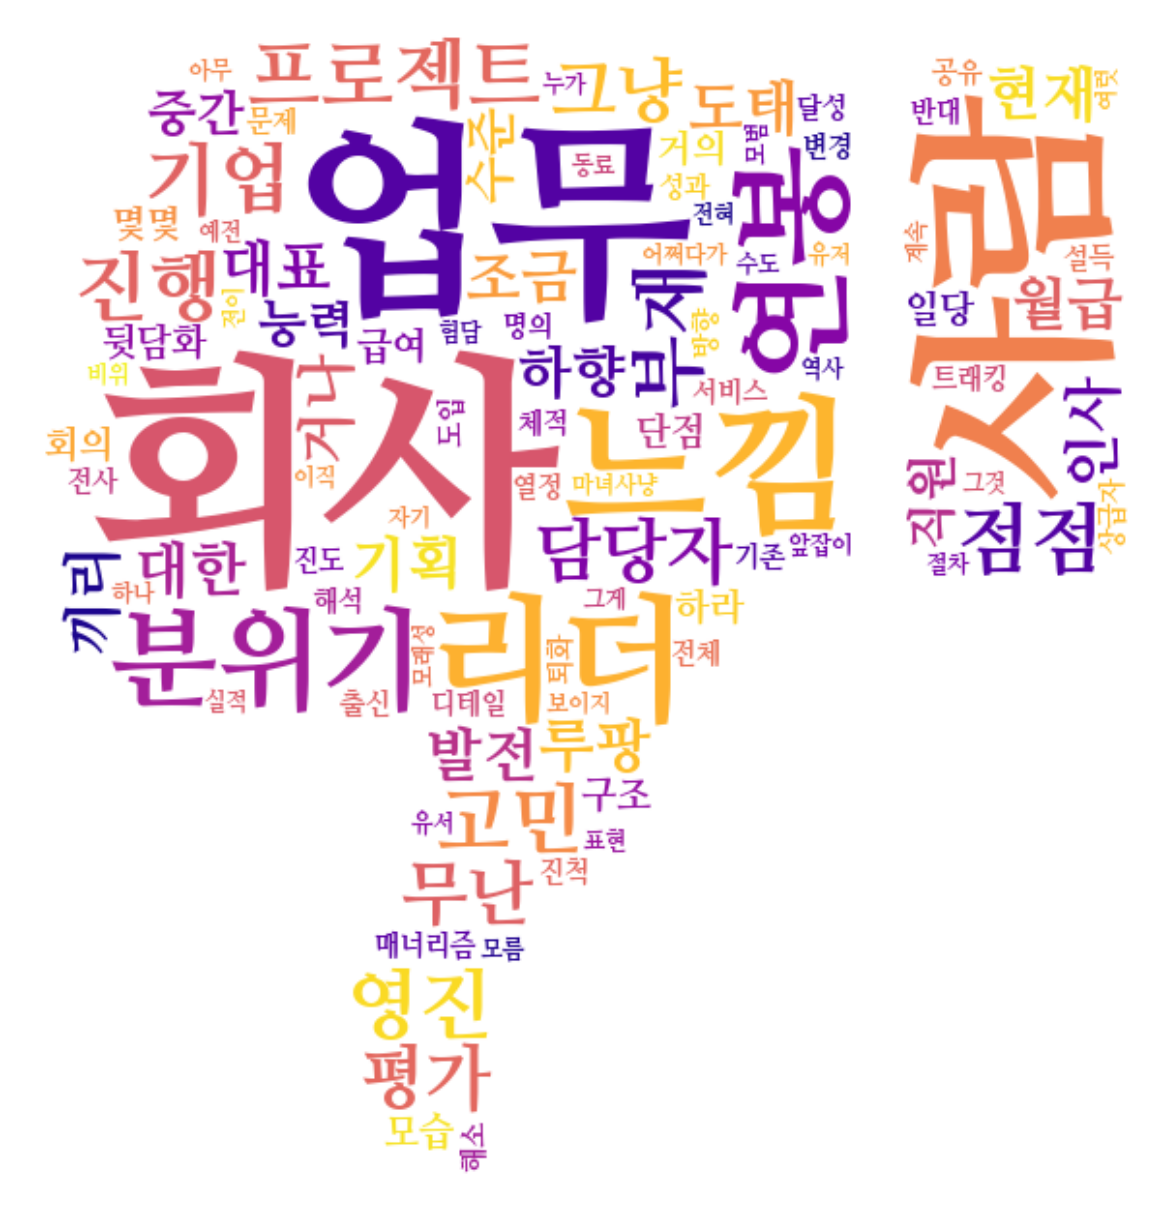 아무
프로젝트
누가
그냥
도태
달성
공유
현재
여럿
중간
문제
수준
거의
모범
변경
반대
사람
기업
업무
동료
성과
연봉
몇몇
예전
전혀
계속
설득
진행
대표
조금
어쩌다가
수도
유저
일당
월급
전이
능력
급여
험담
명의
부재
방향
뒷담화
하향
역사
트래킹
비위
회사
거나
도입
체적
단점
서비스
느낌
인사
회의
전사
이직
열정
마녀사냥
직원
그것
상급자
자기
끼리
대한
진도
기획
담당자
기존
앞잡이
절차
점점
하나
해석
그게
하라
분위기
모래성
리더
퇴화
전체
실적
출신
디테일
보이지
발전
루팡
고민
구조
유서
표현
무난
진척
매너리즘
모름
영진
평가
모습
해소